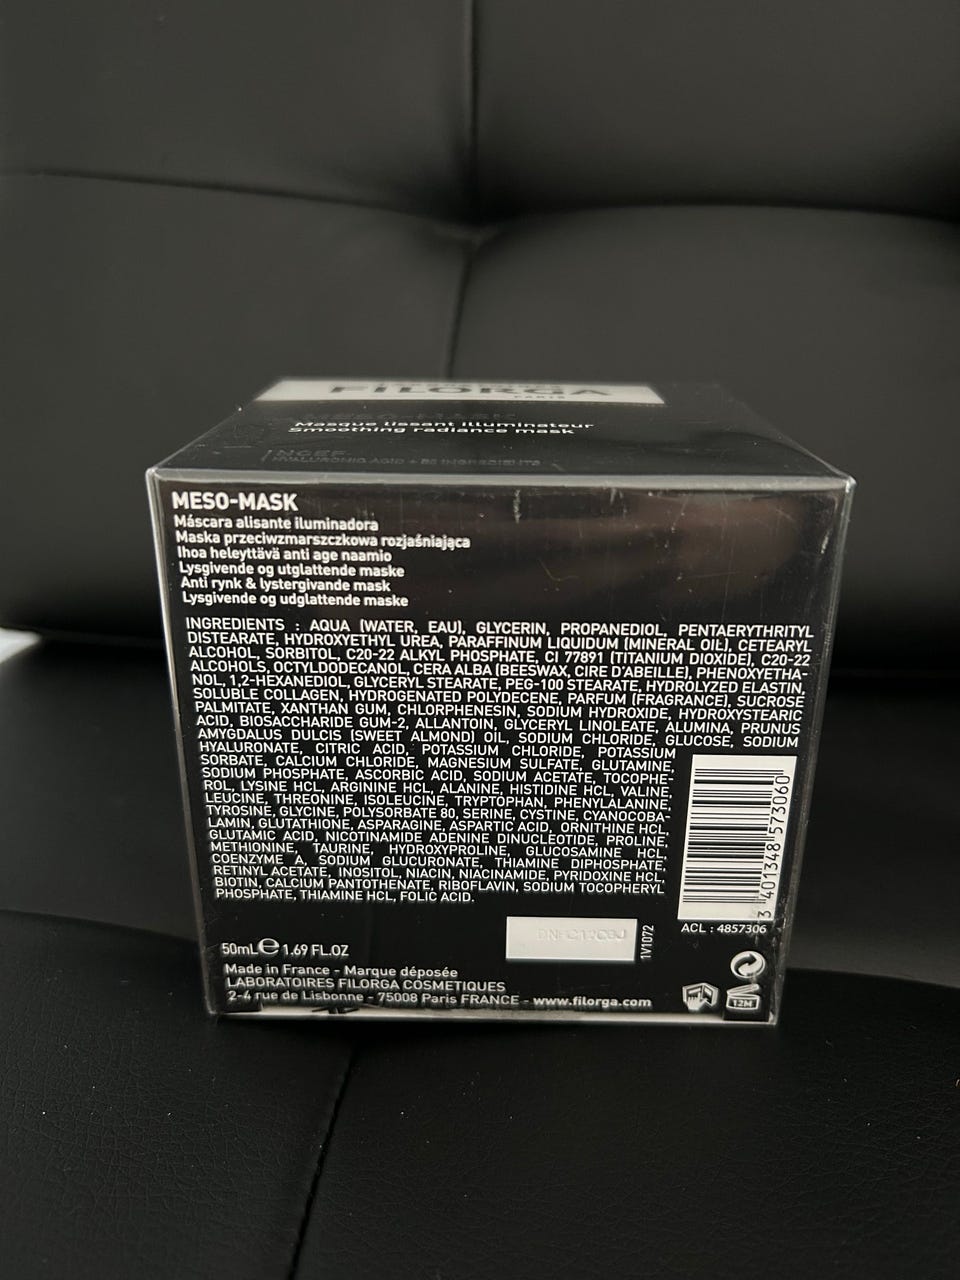 FILORGA
PARIS
MESO-MASK
Masque lissant illuminateur
Smoothing radiance mask
NCEF
HYALURONIC ACID + 50 INGREDIENTS
MESO-MASK
Máscara alisante iluminadora
Maska przeciwzmarszczkowa rozjaśniająca
Ihoa heleyttävä anti age naamio
Lysgivende og utglattende maske
Anti rynk & lystergivande mask
Lysgivende og udglattende maske
INGREDIENTS : AQUA (WATER, EAU), GLYCERIN, PROPANEDIOL, PENTAERYTHRITYL
DISTEARATE, HYDROXYETHYL UREA, PARAFFINUM LIQUIDUM (MINERAL OIL), CETEARYL
ALCOHOL, SORBITOL, C20-22 ALKYL PHOSPHATE, CI 77891 (TITANIUM DIOXIDE), C20-22
ALCOHOLS, OCTYLDODECANOL, CERA ALBA (BEESWAX, CIRE D'ABEILLE), PHENOXYETHA-
NOL, 1,2-HEXANEDIOL, GLYCERYL STEARATE, PEG-100 STEARATE, HYDROLYZED ELASTIN,
SOLUBLE COLLAGEN, HYDROGENATED POLYDECENE, PARFUM (FRAGRANCE), SUCROSE
PALMITATE, XANTHAN GUM, CHLORPHENESIN, SODIUM HYDROXIDE, HYDROXYSTEARIC
ACID, BIOSACCHARIDE GUM-2, ALLANTOIN, GLYCERYL LINOLEATE, ALUMINA, PRUNUS
AMYGDALUS DULCIS (SWEET ALMOND) OIL, SODIUM CHLORIDE, GLUCOSE, SODIUM
HYALURONATE, CITRIC ACID, POTASSIUM CHLORIDE, POTASSIUM
SORBATE, CALCIUM CHLORIDE, MAGNESIUM SULFATE, GLUTAMINE,
SODIUM PHOSPHATE, ASCORBIC ACID, SODIUM ACETATE, TOCOPHE-
ROL, LYSINE HCL, ARGININE HCL, ALANINE, HISTIDINE HCL, VALINE,
LEUCINE, THREONINE, ISOLEUCINE, TRYPTOPHAN, PHENYLALANINE,
TYROSINE, GLYCINE, POLYSORBATE 80, SERINE, CYSTINE, CYANOCOBA-
LAMIN, GLUTATHIONE, ASPARAGINE, ASPARTIC ACID, ORNITHINE HCL,
GLUTAMIC ACID, NICOTINAMIDE ADENINE DINUCLEOTIDE, PROLINE,
METHIONINE, TAURINE, HYDROXYPROLINE, GLUCOSAMINE HCL,
COENZYME A, SODIUM GLUCURONATE, THIAMINE DIPHOSPHATE,
RETINYL ACETATE, INOSITOL, NIACIN, NIACINAMIDE, PYRIDOXINE HCL,
BIOTIN, CALCIUM PANTOTHENATE, RIBOFLAVIN, SODIUM TOCOPHERYL
PHOSPHATE, THIAMINE HCL, FOLIC ACID.
3 401348 573060
ACL : 4857306
1V1072
50mL e 1.69 FL.OZ
Made in France - Marque déposée
LABORATOIRES FILORGA COSMETIQUES
2-4 rue de Lisbonne - 75008 Paris FRANCE - www.filorga.com
12M